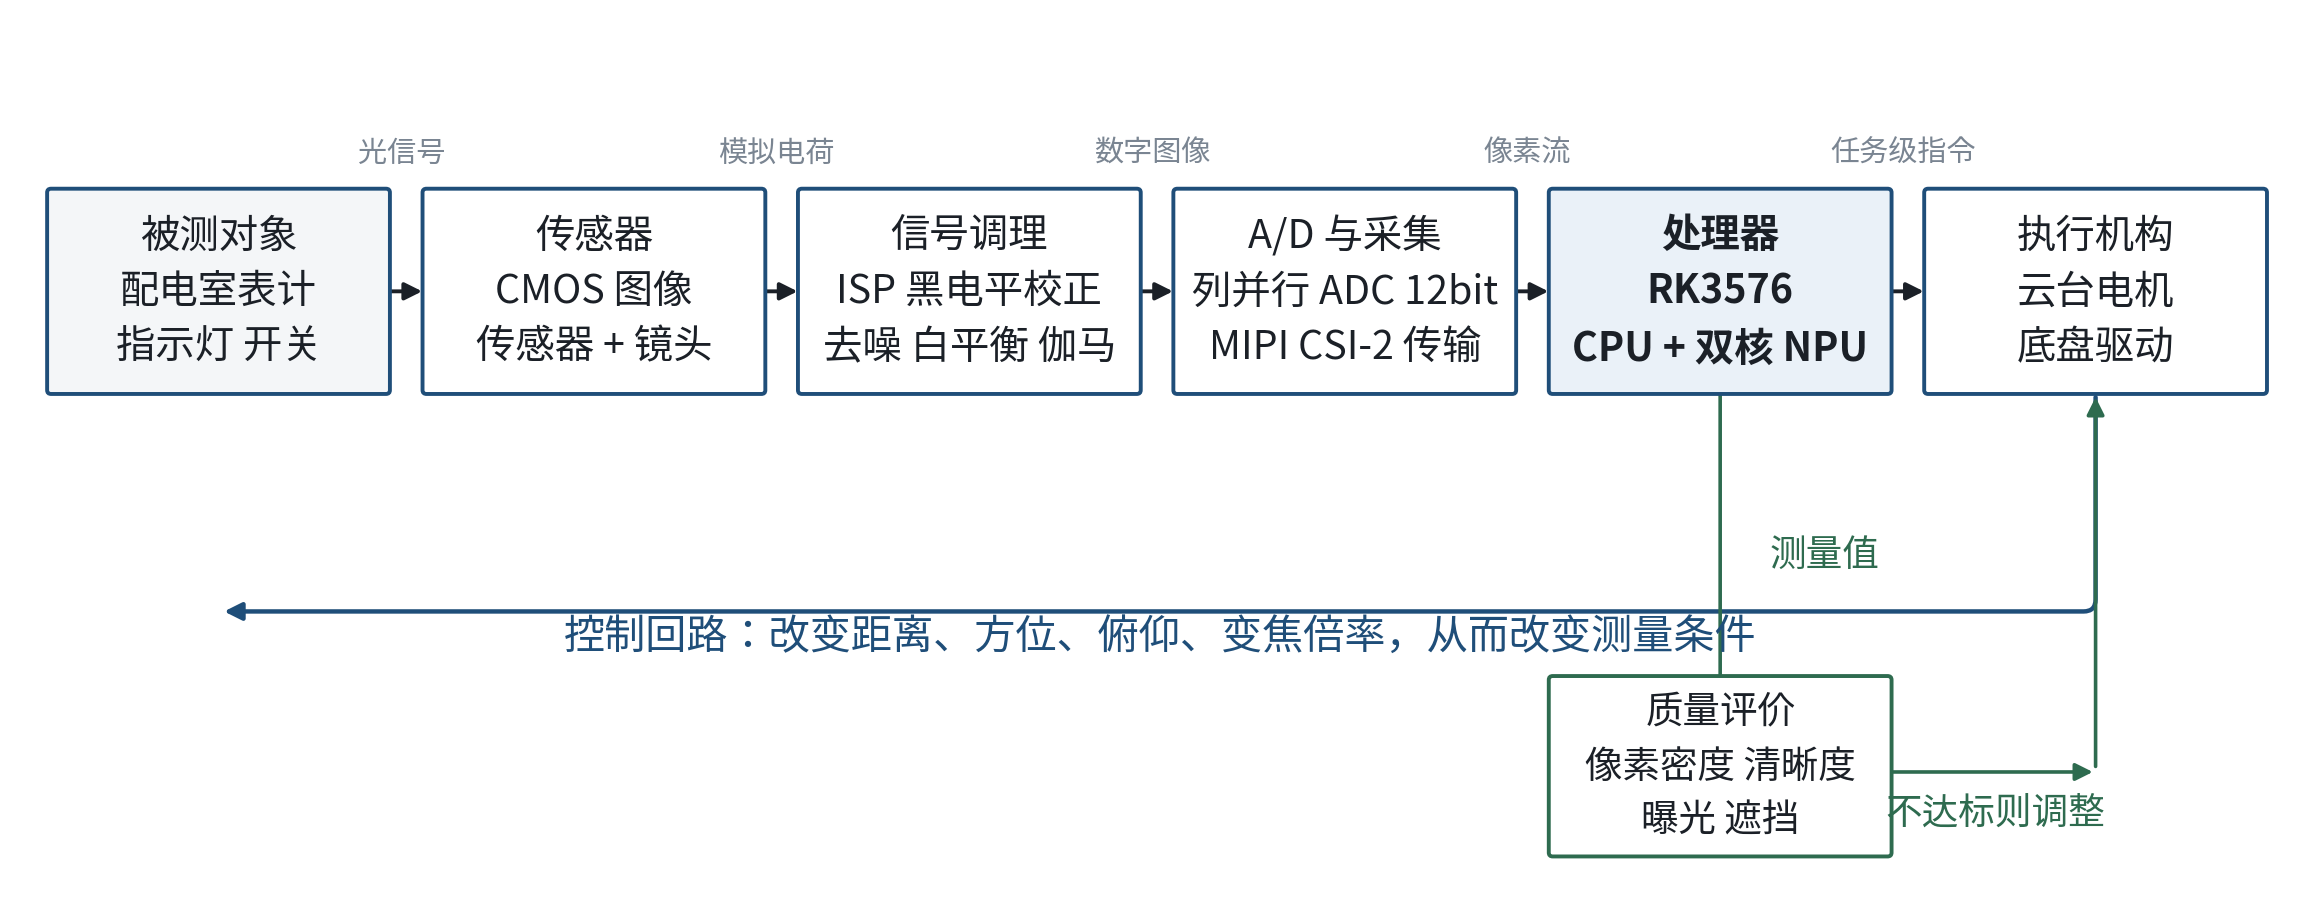 光信号
模拟电荷
数字图像
像素流
任务级指令
被测对象
配电室表计
指示灯 开关
传感器
CMOS 图像
传感器 + 镜头
信号调理
ISP 黑电平校正
去噪 白平衡 伽马
A/D 与采集
列并行 ADC 12bit
MIPI CSI-2 传输
处理器
RK3576
CPU + 双核 NPU
执行机构
云台电机
底盘驱动
测量值
控制回路：改变距离、方位、俯仰、变焦倍率，从而改变测量条件
质量评价
像素密度 清晰度
曝光 遮挡
不达标则调整